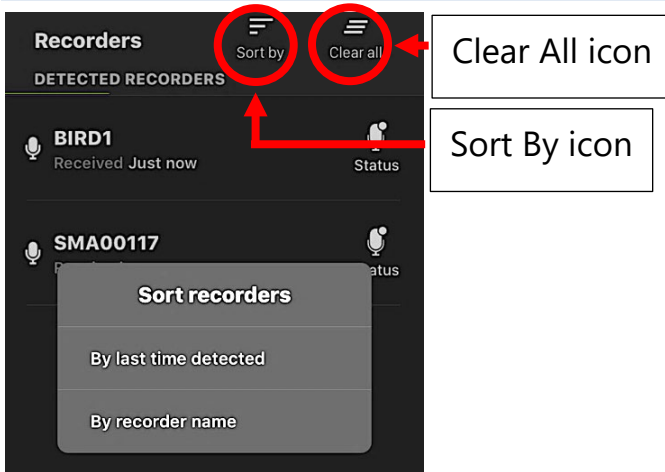 Recorders
Sort by
Clear all
Clear All icon
DETECTED RECORDERS
Sort By icon
BIRD1
Received Just now
Status
SMA00117
Sort recorders
By last time detected
By recorder name